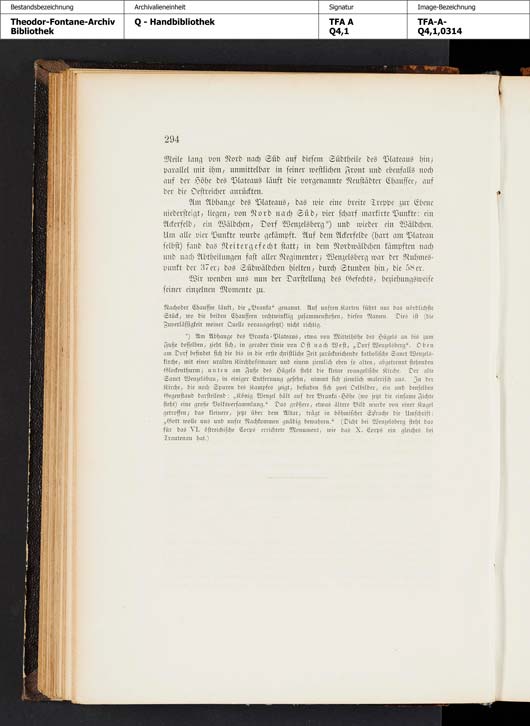 Bestandsbezeichnung
Archivalieneinheit
Signatur
Image-Bezeichnung
Theodor-Fontane-Archiv
Bibliothek
Q - Handbibliothek
TFA A
Q4,1
TFA-A-
Q4,1,0314
294
Meile lang von Nord nach Süd auf diesem Südtheile des Plateaus hin;
parallel mit ihm, unmittelbar in seiner westlichen Front und ebenfalls noch
auf der Höhe des Plateaus läuft die vorgenannte Neustädter Chaussee, auf
der die Oestreicher anrückten.
Am Abhange des Plateaus, das wie eine breite Treppe zur Ebene
niedersteigt, liegen, von Nord nach Süd, vier scharf markirte Punkte: ein
Ackerfeld, ein Wäldchen, Dorf Wenzelsberg*) und wieder ein Wäldchen.
Um alle vier Punkte wurde gekämpft. Auf dem Ackerfelde (hart am Plateau
selbst) fand das Reitergefecht statt; in dem Nordwäldchen kämpften nach
und nach Abtheilungen fast aller Regimenter; Wenzelsberg war der Ruhmes-
punkt der 37er; das Südwäldchen hielten, durch Stunden hin, die 58er.
Wir wenden uns nun der Darstellung des Gefechts, beziehungsweise
seiner einzelnen Momente zu.
Nachoder Chaussee läuft, die „Branka“ genannt. Auf unsren Karten führt nur das nördlichste
Stück, wo die beiden Chausseen rechtwinklig zusammenstoßen, diesen Namen. Dies ist (die
Zuverlässigkeit meiner Quelle vorausgesetzt) nicht richtig.
*) Am Abhange des Branka-Plateaus, etwa von Mittelhöhe des Hügels an bis zum
Fuße desselben, zieht sich, in gerader Linie von Ost nach West, „Dorf Wenzelsberg“. Oben
am Dorf befindet sich die bis in die erste christliche Zeit zurückreichende katholische Sanct Wenzels-
kirche, mit einer uralten Kirchhofsmauer und einem ziemlich eben so alten, abgetrennt stehenden
Glockenthurm; unten am Fuße des Hügels steht die kleine evangelische Kirche. Der alte
Sanct Wenzelsbau, in einiger Entfernung gesehn, nimmt sich ziemlich malerisch aus. In der
Kirche, die noch Spuren des Kampfes zeigt, befinden sich zwei Oelbilder, ein und denselben
Gegenstand darstellend: „König Wenzel hält auf der Branka-Höhe (wo jetzt die einsame Fichte
steht) eine große Volksversammlung.“ Das größere, etwas ältere Bild wurde von einer Kugel
getroffen; das kleinere, jetzt über dem Altar, trägt in böhmischer Sprache die Umschrift:
„Gott wolle uns und unsre Nachkommen gnädig bewahren.“ (Dicht bei Wenzelsberg steht das
für das VI. östreichische Corps errichtete Monument, wie das X. Corps ein gleiches bei
Trautenau hat.)